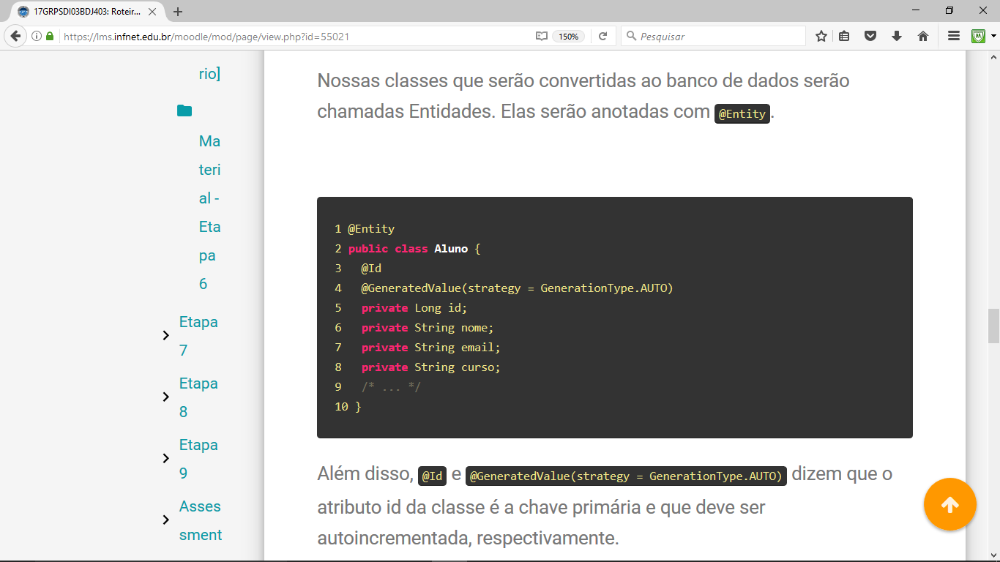 17GRPSDI03BDJ403: Roteir...
https://lms.infnet.edu.br/moodle/mod/page/view.php?id=55021
150%
Pesquisar
rio]
Ma
teri
al -
Eta
pa
6
Etapa
7
Etapa
8
Etapa
9
Asses
sment
Nossas classes que serão convertidas ao banco de dados serão
chamadas Entidades. Elas serão anotadas com @Entity.
1 @Entity
2 public class Aluno {
3   @Id
4   @GeneratedValue(strategy = GenerationType.AUTO)
5   private Long id;
6   private String nome;
7   private String email;
8   private String curso;
9   /* ... */
10 }
Além disso, @Id e @GeneratedValue(strategy = GenerationType.AUTO) dizem que o
atributo id da classe é a chave primária e que deve ser
autoincrementada, respectivamente.